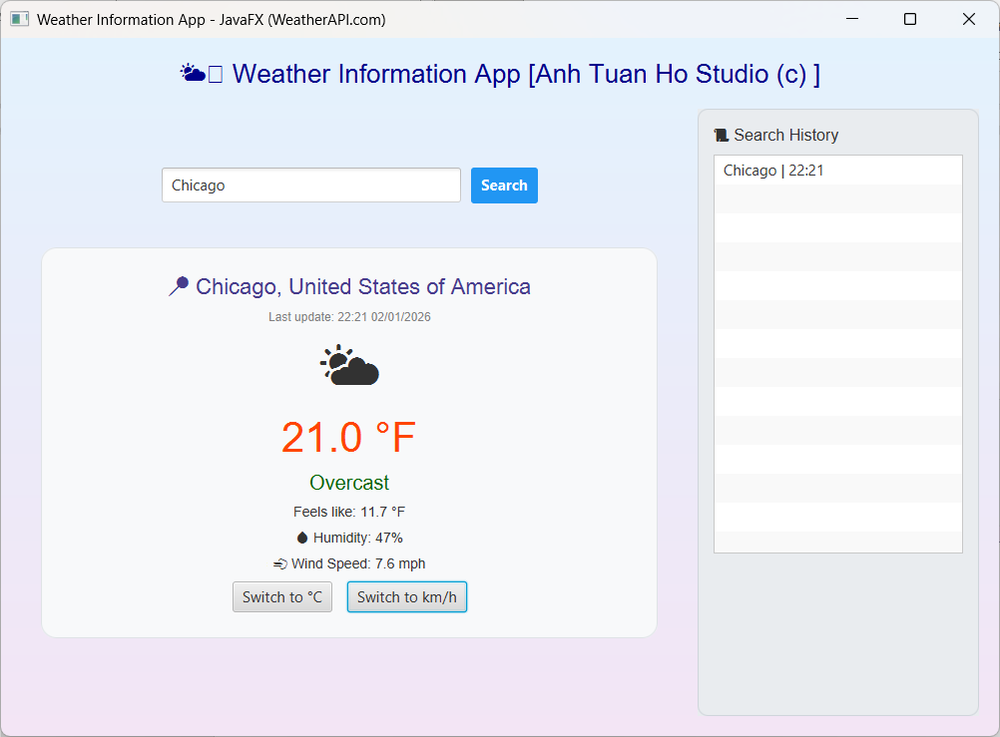 Weather Information App - JavaFX (WeatherAPI.com)
🌥□ Weather Information App [Anh Tuan Ho Studio (c) ]
Chicago
Search
📍 Chicago, United States of America
Last update: 22:21 02/01/2026
21.0 °F
Overcast
Feels like: 11.7 °F
Humidity: 47%
Wind Speed: 7.6 mph
Switch to °C
Switch to km/h
Search History
Chicago | 22:21